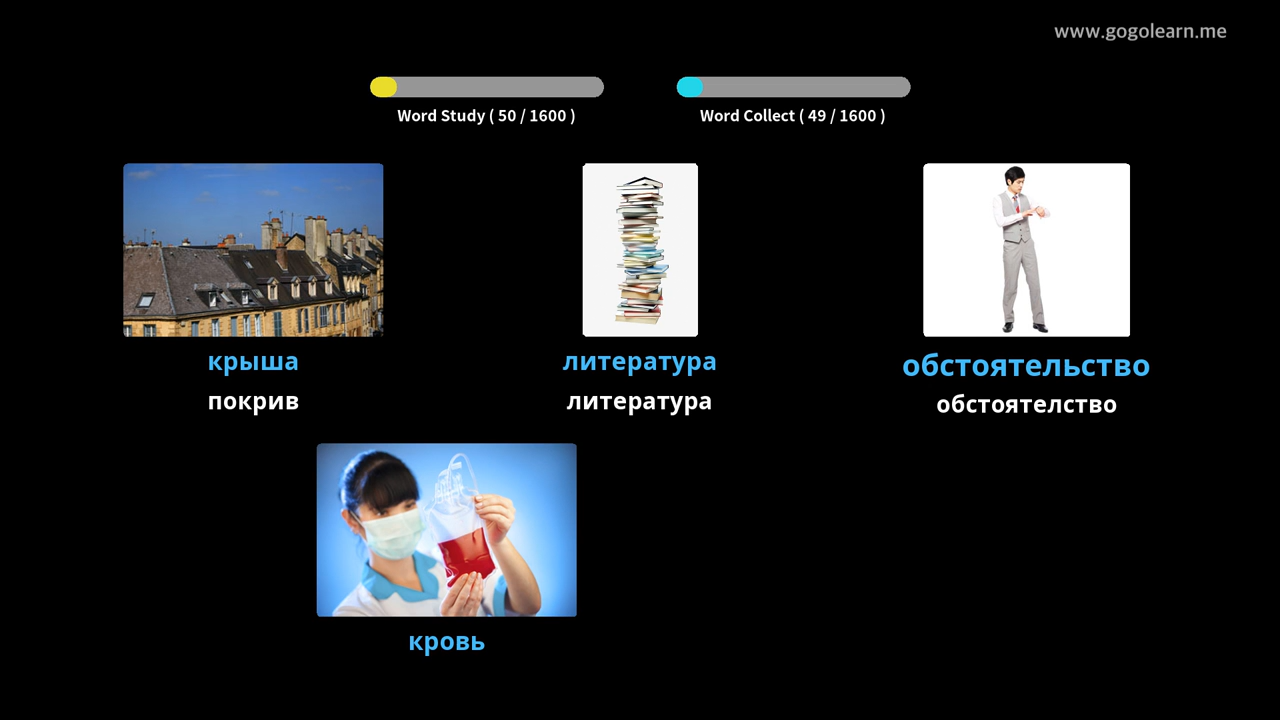 www.gogolearn.me
Word Study ( 50 / 1600 )
Word Collect ( 49 / 1600 )
крыша
покрив
литература
литература
обстоятельство
обстоятелство
кровь